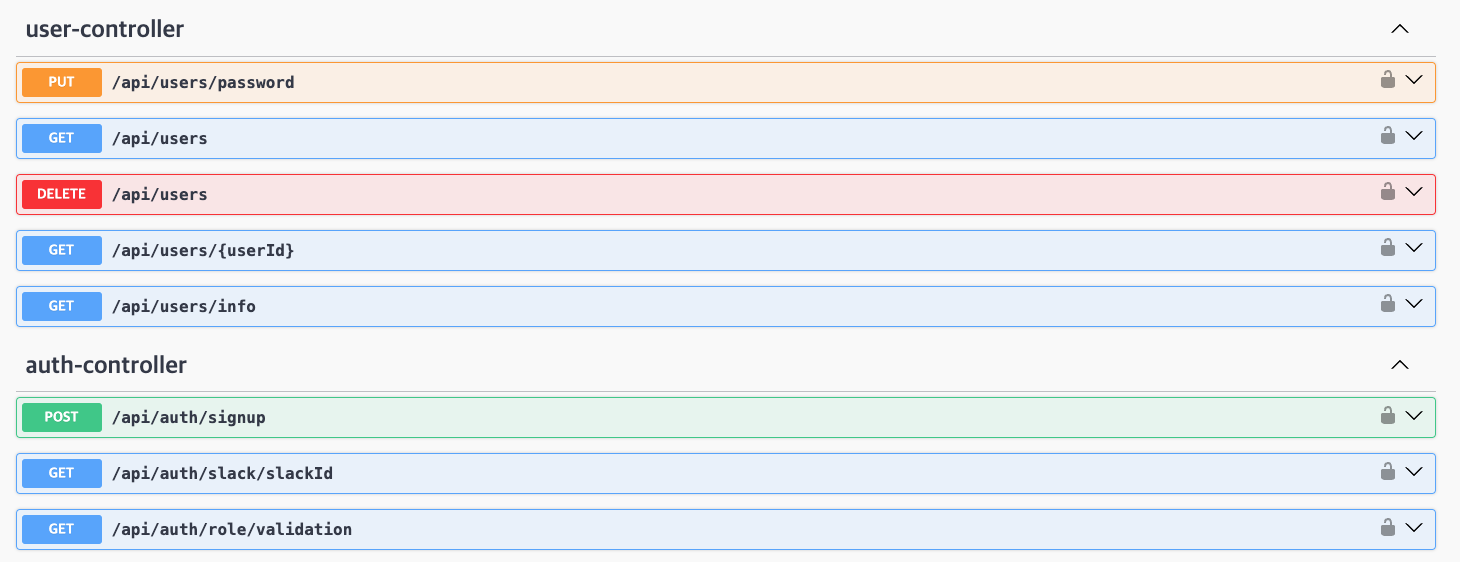 user-controller
PUT /api/users/password
GET /api/users
DELETE /api/users
GET /api/users/{userId}
GET /api/users/info
auth-controller
POST /api/auth/signup
GET /api/auth/slack/slackId
GET /api/auth/role/validation